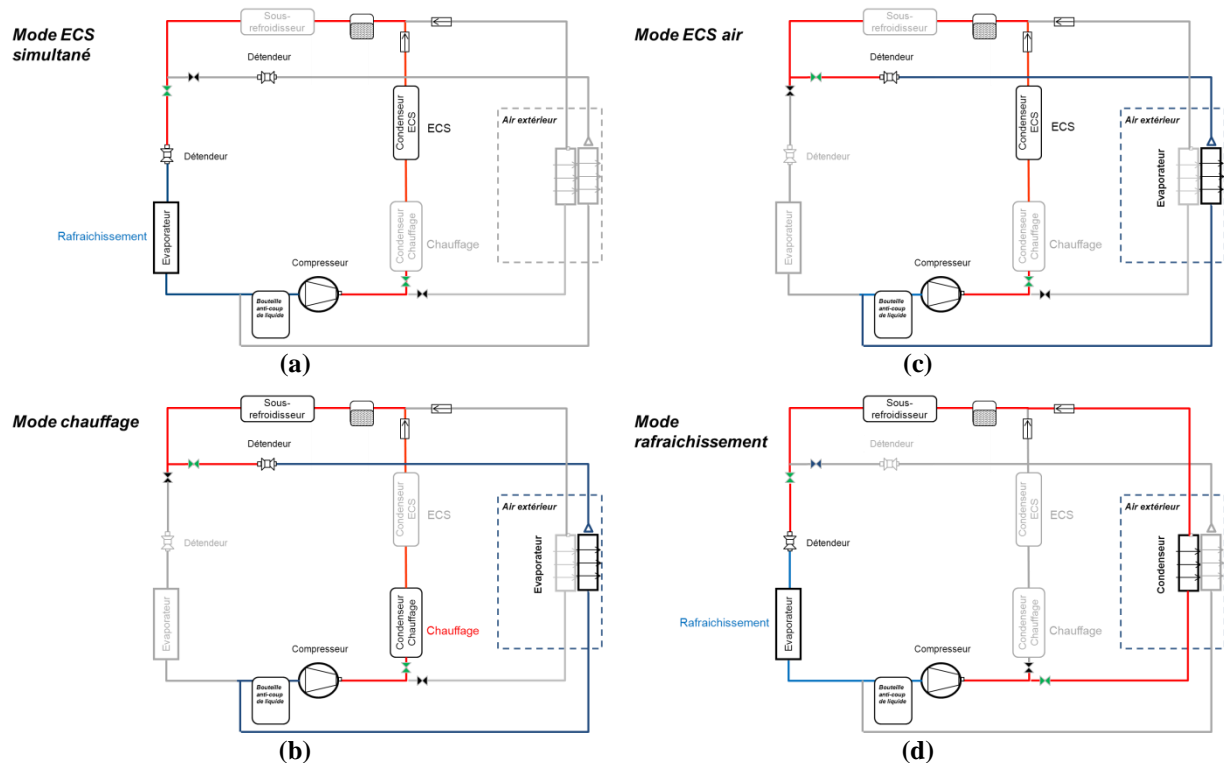 Mode ECS
simultané
Sous-
refroidisseur
Détendeur
Condenseur
ECS
ECS
Air extérieur
Détendeur
Evaporateur
Rafraichissement
Condenseur
Chauffage
Chauffage
Compresseur
Bouteille
anti-coup
de liquide
(a)
Mode ECS air
Sous-
refroidisseur
Détendeur
Condenseur
ECS
ECS
Air extérieur
Détendeur
Evaporateur
Evaporateur
Condenseur
Chauffage
Chauffage
Compresseur
Bouteille
anti-coup
de liquide
(c)
Mode chauffage
Sous-
refroidisseur
Détendeur
Condenseur
ECS
ECS
Air extérieur
Détendeur
Evaporateur
Evaporateur
Condenseur
Chauffage
Chauffage
Compresseur
Bouteille
anti-coup
de liquide
(b)
Mode
rafraichissement
Sous-
refroidisseur
Détendeur
Condenseur
ECS
ECS
Air extérieur
Détendeur
Condenseur
Rafraichissement
Evaporateur
Condenseur
Chauffage
Chauffage
Compresseur
Bouteille
anti-coup
de liquide
(d)